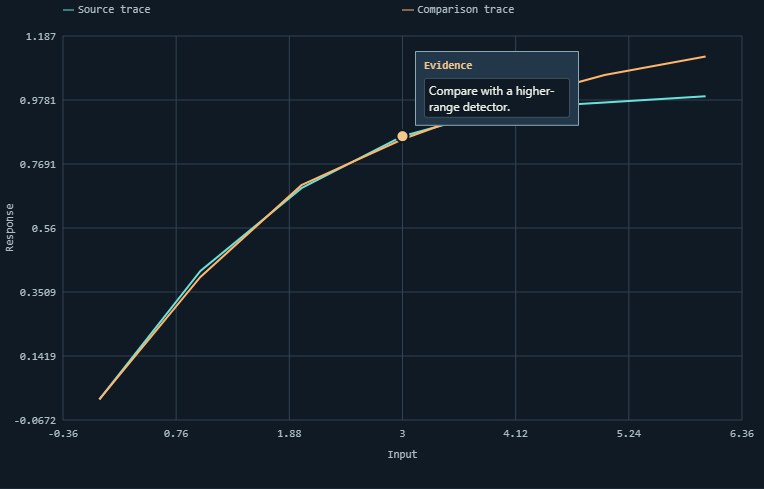 Source trace
Comparison trace
1.187
0.9781
0.7691
0.56
0.3509
0.1419
-0.0672
Response
Evidence
Compare with a higher-
range detector.
-0.36
0.76
1.88
3
4.12
5.24
6.36
Input